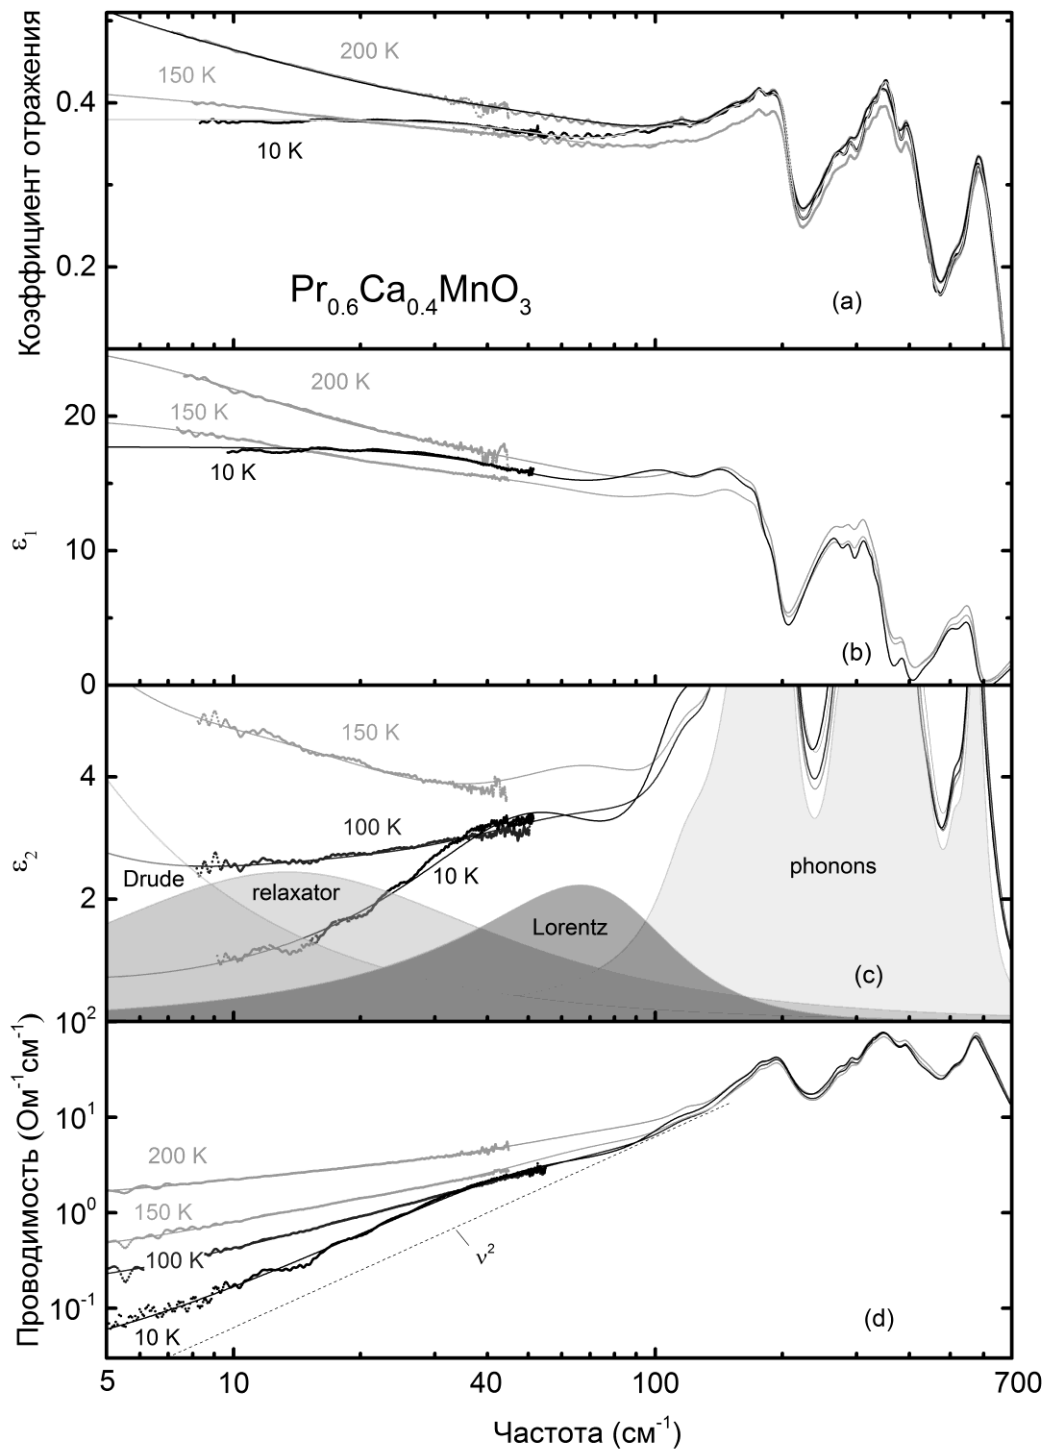 Коэффициент отражения
0.4
0.2
200 K
150 K
10 K
Pr0.6Ca0.4MnO3
(a)
ε1
20
10
0
200 K
150 K
10 K
(b)
ε2
4
2
150 K
100 K
10 K
Drude
relaxator
Lorentz
phonons
(c)
Проводимость (Ом⁻¹см⁻¹)
10²
10¹
10⁰
10⁻¹
200 K
150 K
100 K
10 K
ν²
(d)
5 10 40 100 700
Частота (см⁻¹)